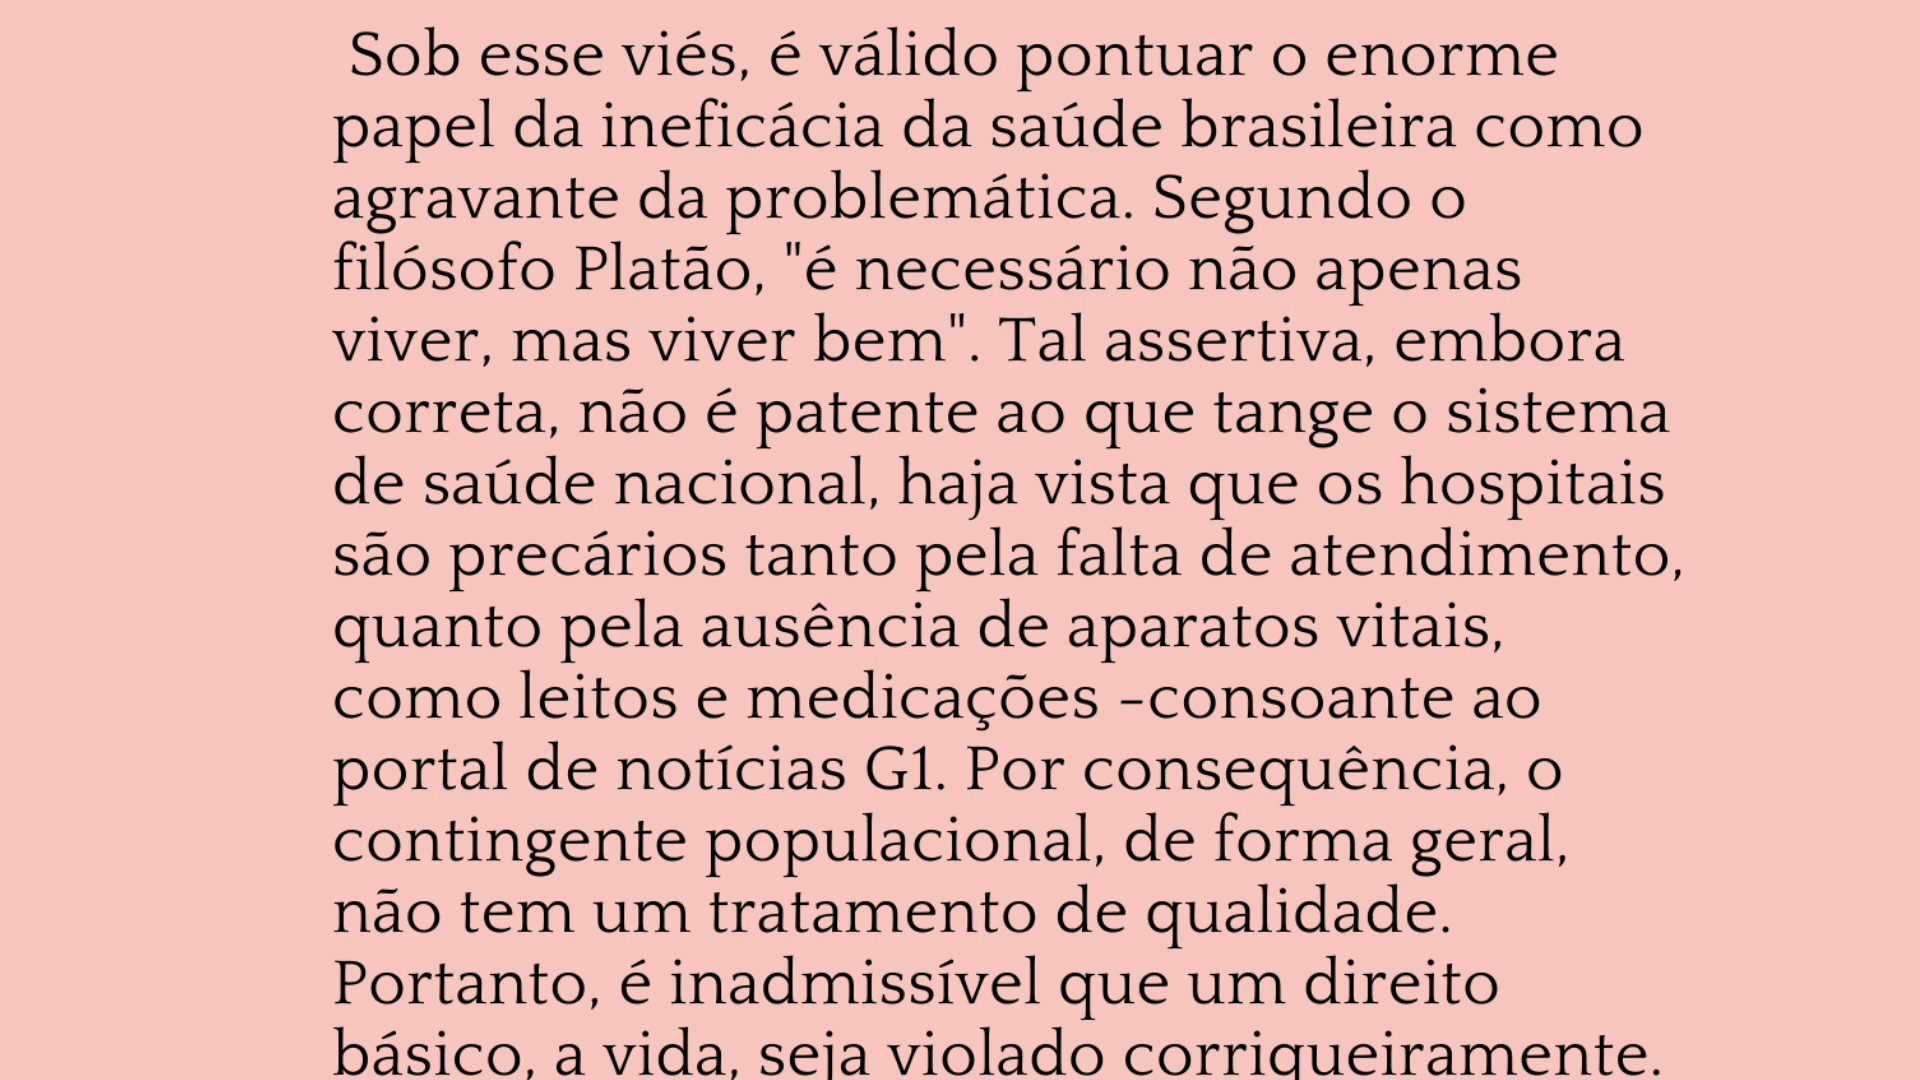 Sob esse viés, é válido pontuar o enorme
papel da ineficácia da saúde brasileira como
agravante da problemática. Segundo o
filósofo Platão, "é necessário não apenas
viver, mas viver bem". Tal assertiva, embora
correta, não é patente ao que tange o sistema
de saúde nacional, haja vista que os hospitais
são precários tanto pela falta de atendimento,
quanto pela ausência de aparatos vitais,
como leitos e medicações –consoante ao
portal de notícias G1. Por consequência, o
contingente populacional, de forma geral,
não tem um tratamento de qualidade.
Portanto, é inadmissível que um direito
básico, a vida, seja violado corriqueiramente.